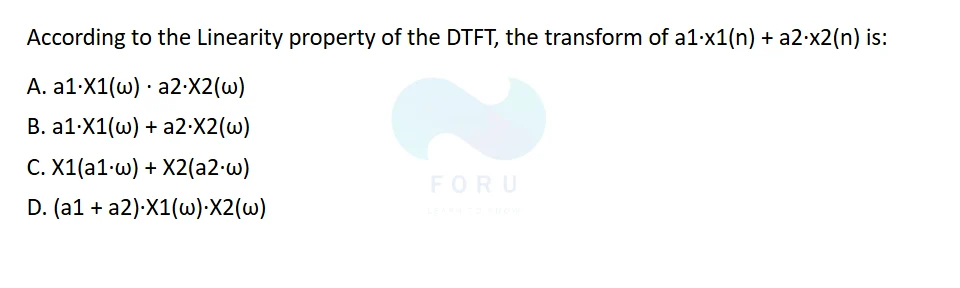 According to the Linearity property of the DTFT, the transform of a1·x1(n) + a2·x2(n) is:
A. a1·X1(ω) · a2·X2(ω)
B. a1·X1(ω) + a2·X2(ω)
C. X1(a1·ω) + X2(a2·ω)
D. (a1 + a2)·X1(ω)·X2(ω)
FORU